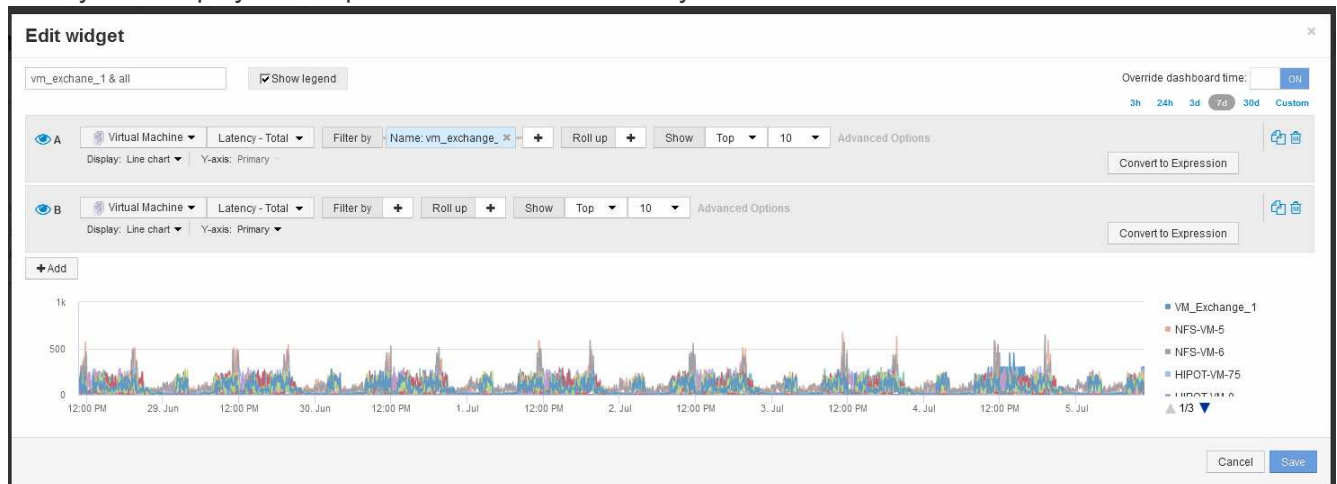 Edit widget
×
vm_exchane_1 & all
Show legend
Override dashboard time: ON
3h 24h 3d 7d 30d Custom
A Virtual Machine Latency - Total Filter by Name: vm_exchange_ × + Roll up + Show Top 10 Advanced Options
Display: Line chart Y-axis: Primary
Convert to Expression
B Virtual Machine Latency - Total Filter by + Roll up + Show Top 10 Advanced Options
Display: Line chart Y-axis: Primary
Convert to Expression
+ Add
1k
500
0
12:00 PM 29. Jun 12:00 PM 30. Jun 12:00 PM 1. Jul 12:00 PM 2. Jul 12:00 PM 3. Jul 12:00 PM 4. Jul 12:00 PM 5. Jul
VM_Exchange_1
NFS-VM-5
NFS-VM-6
HIPOT-VM-75
1/3
Cancel Save